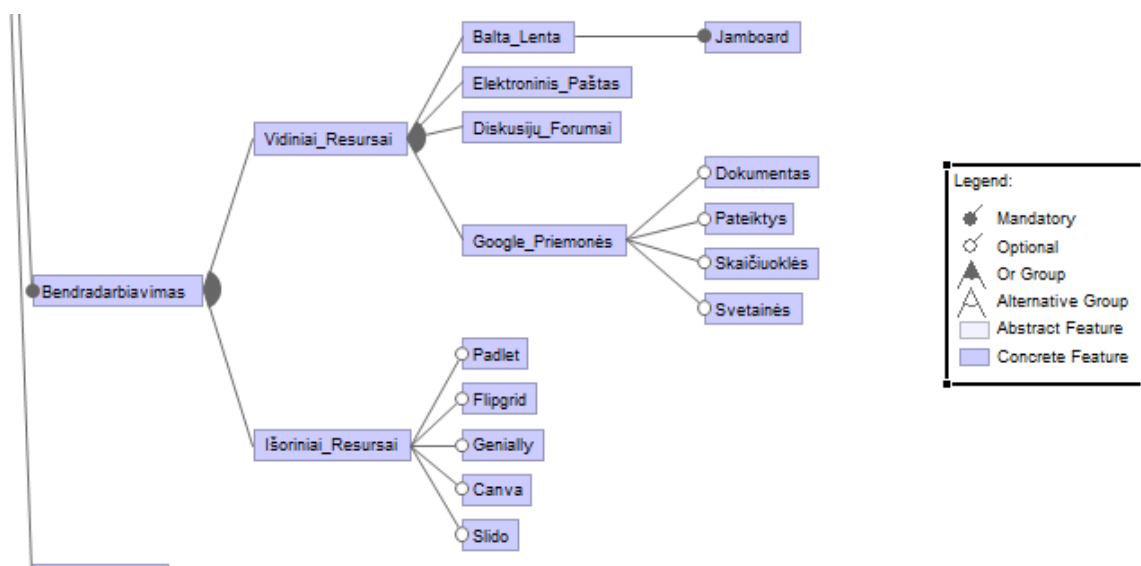 Balta_Lenta
Jamboard
Elektroninis_Paštas
Diskusijų_Forumai
Vidiniai_Resursai
Dokumentas
Pateiktys
Google_Priemonės
Skaičiuoklės
Svetainės
Bendradarbiavimas
Padlet
Flipgrid
Išoriniai_Resursai
Genially
Canva
Slido
Legend:
Mandatory
Optional
Or Group
Alternative Group
Abstract Feature
Concrete Feature